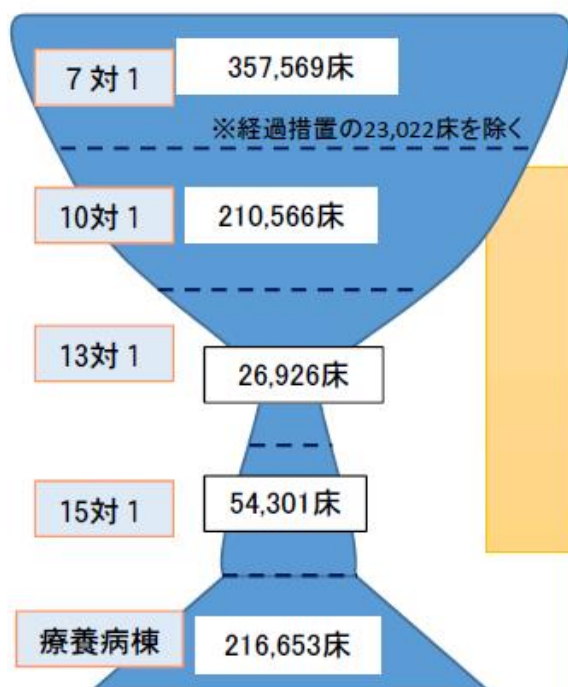 7対1
357,569床
※経過措置の23,022床を除く
10対1
210,566床
13対1
26,926床
15対1
54,301床
療養病棟
216,653床